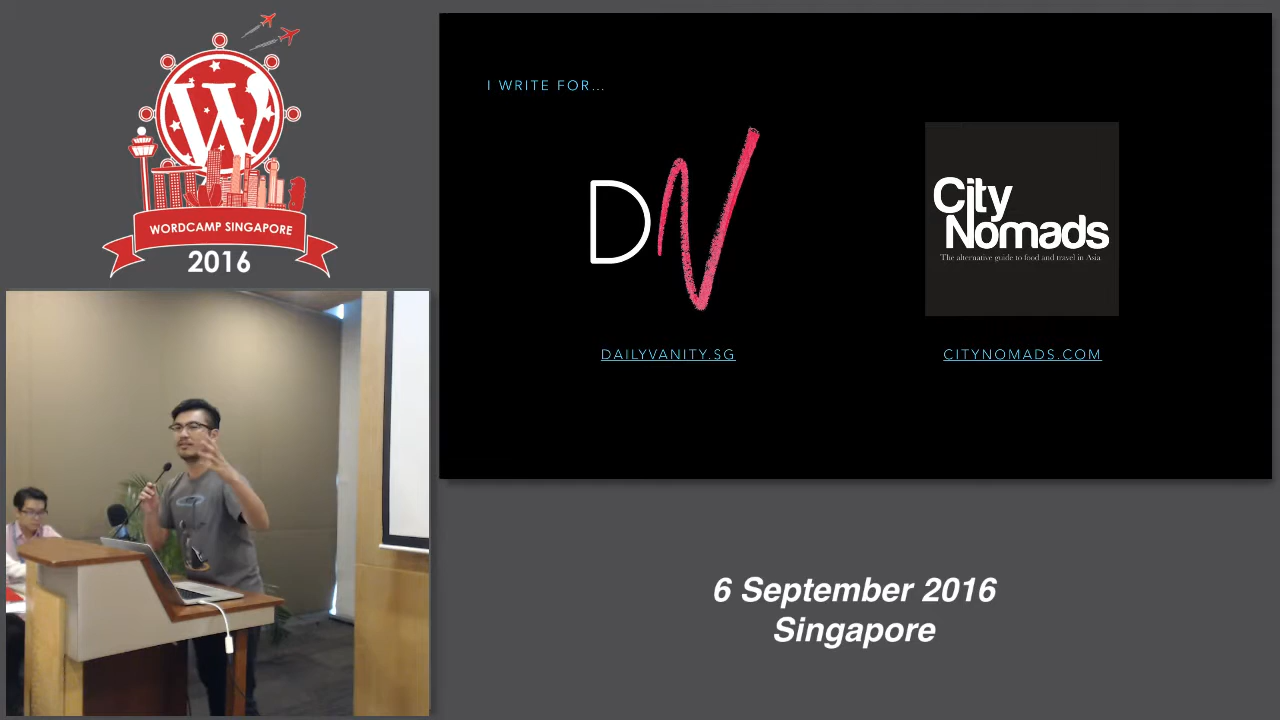 W
WORDCAMP SINGAPORE
2016
I WRITE FOR...
DV
City
Nomads
The alternative guide to food and travel in Asia
DAILYVANITY.SG
CITYNOMADS.COM
6 September 2016
Singapore